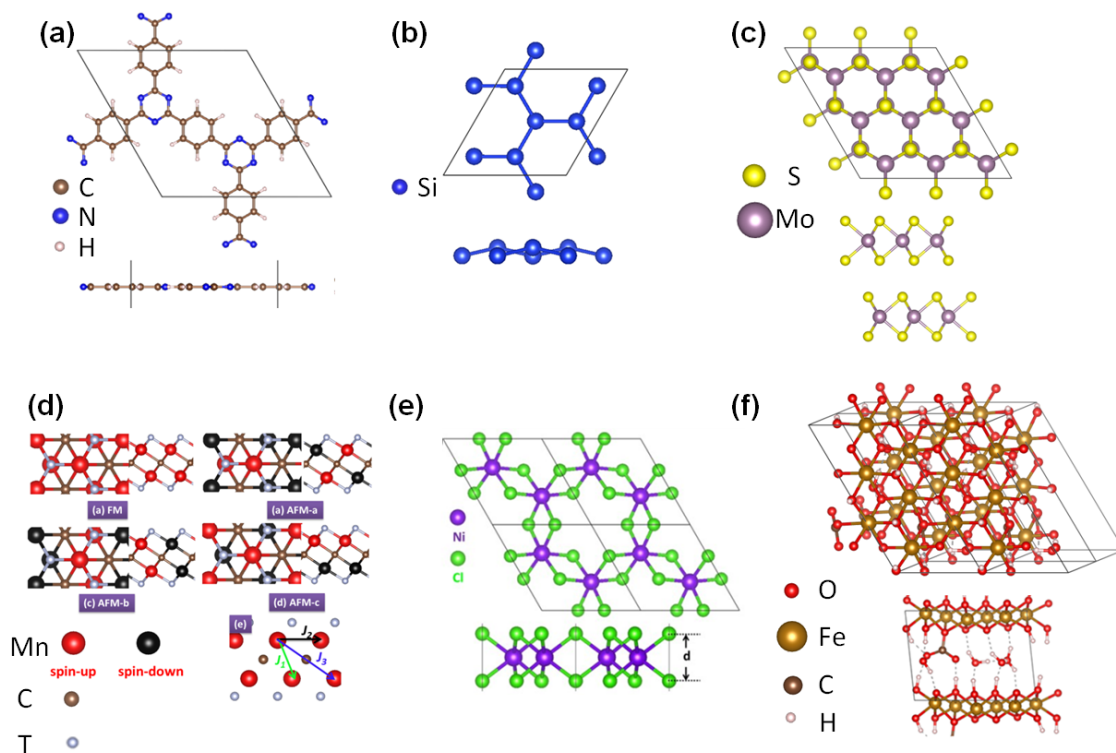 (a)
C
N
H
(b)
Si
(c)
S
Mo
(d)
(a) FM
(a) AFM-a
(c) AFM-b
(d) AFM-c
(e)
J2
J1
J3
Mn
spin-up
spin-down
C
T
(e)
Ni
Cl
d
(f)
O
Fe
C
H